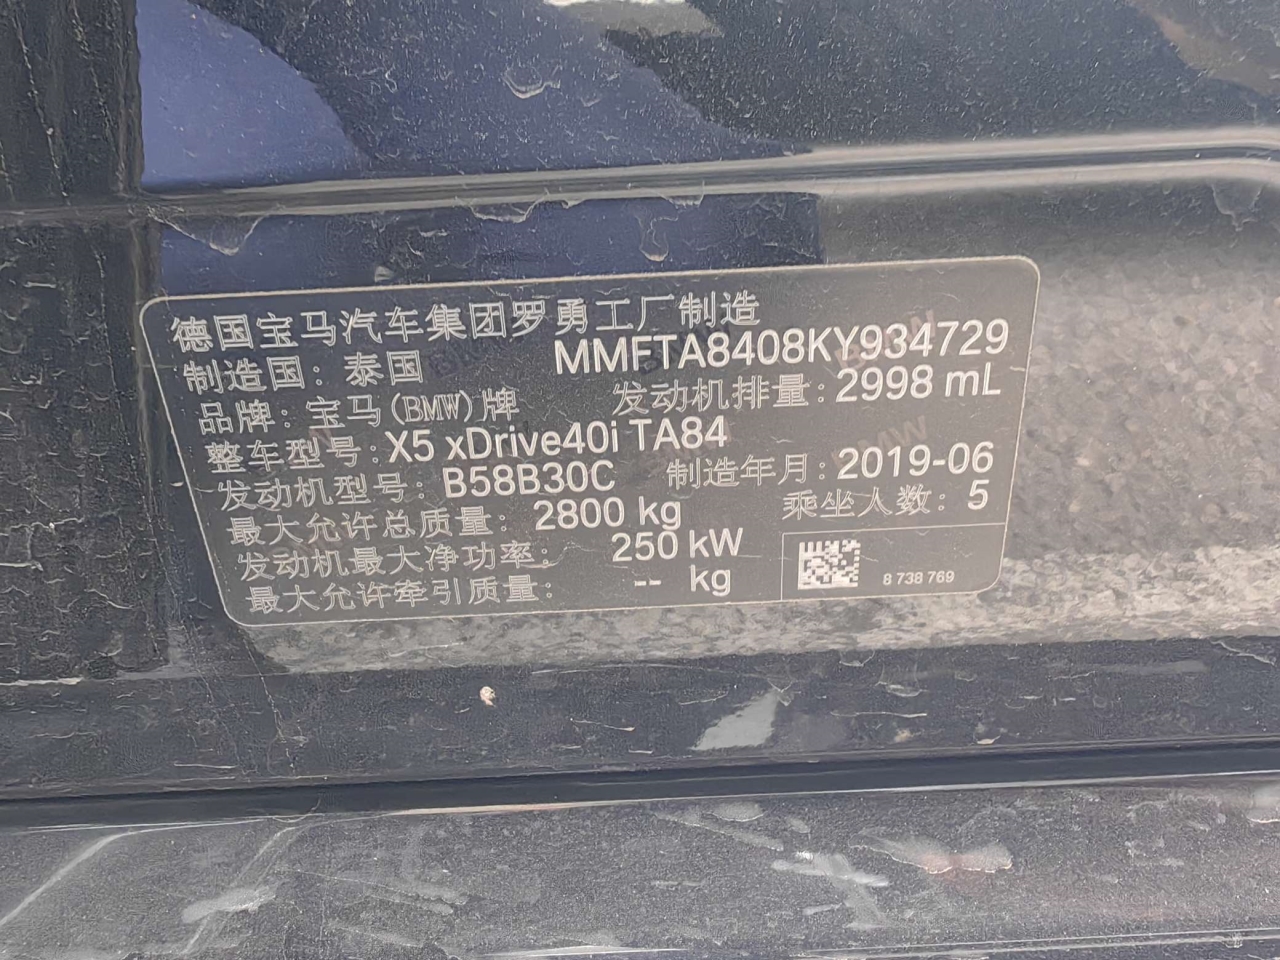 德国宝马汽车集团罗勇工厂制造
制造国：泰国 MMFTA8408KY934729
品牌：宝马(BMW)牌 发动机排量：2998 mL
整车型号：X5 xDrive40i TA84
发动机型号：B58B30C 制造年月：2019-06
最大允许总质量：2800 kg 乘坐人数：5
发动机最大净功率：250 kW
最大允许牵引质量：-- kg
8 738 769